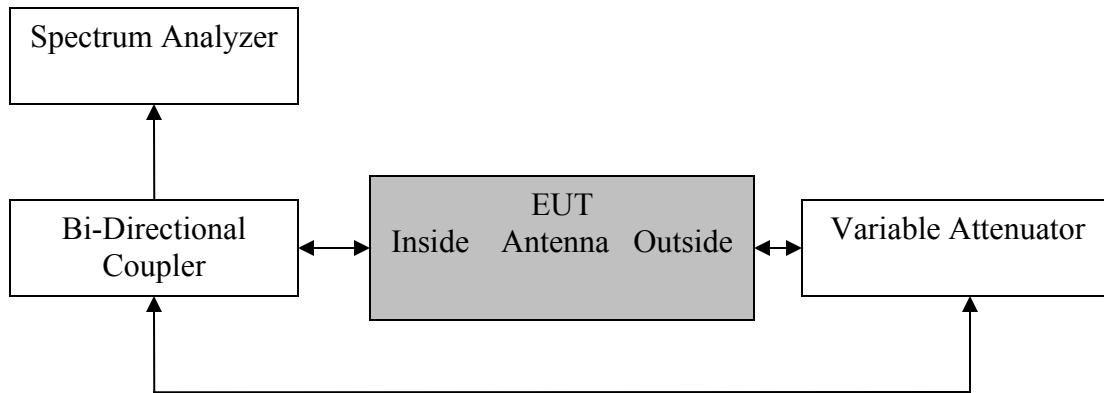 Spectrum Analyzer
EUT
Bi-Directional
Coupler
Inside Antenna Outside
Variable Attenuator